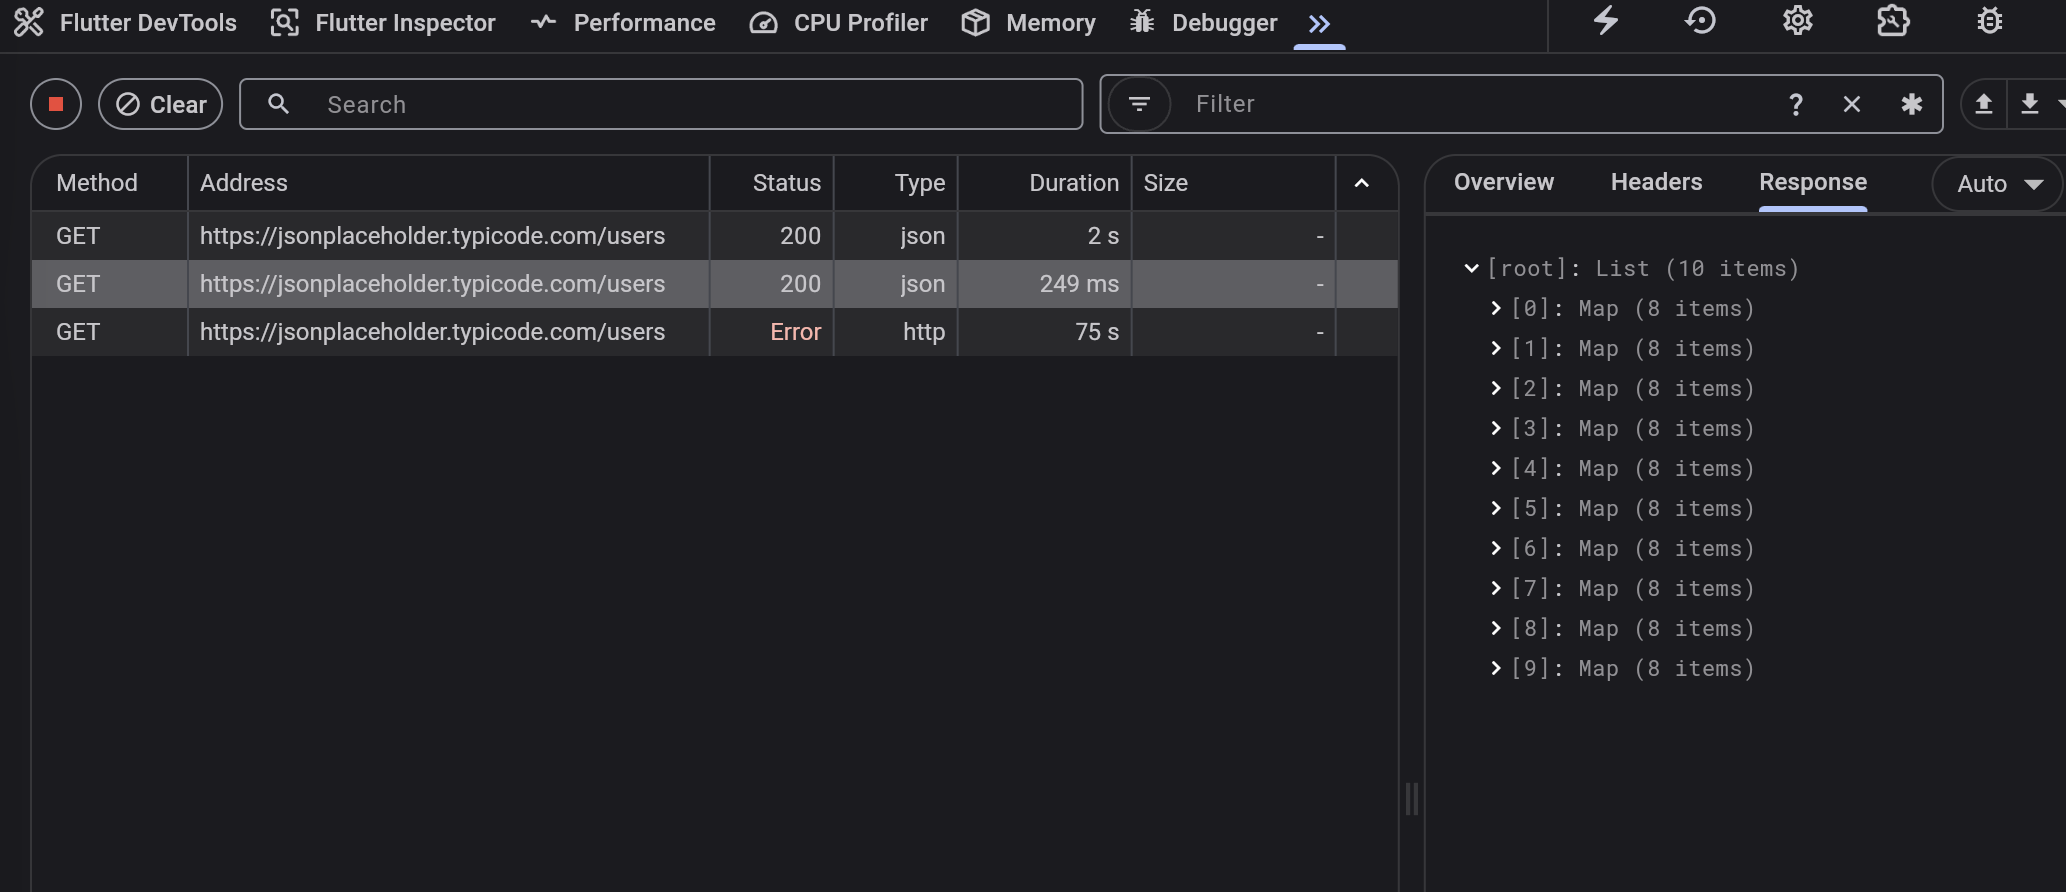 Flutter DevTools Flutter Inspector Performance CPU Profiler Memory Debugger
Clear Search Filter ?
Method Address Status Type Duration Size
GET https://jsonplaceholder.typicode.com/users 200 json 2 s -
GET https://jsonplaceholder.typicode.com/users 200 json 249 ms -
GET https://jsonplaceholder.typicode.com/users Error http 75 s -
Overview Headers Response Auto
[root]: List (10 items)
[0]: Map (8 items)
[1]: Map (8 items)
[2]: Map (8 items)
[3]: Map (8 items)
[4]: Map (8 items)
[5]: Map (8 items)
[6]: Map (8 items)
[7]: Map (8 items)
[8]: Map (8 items)
[9]: Map (8 items)